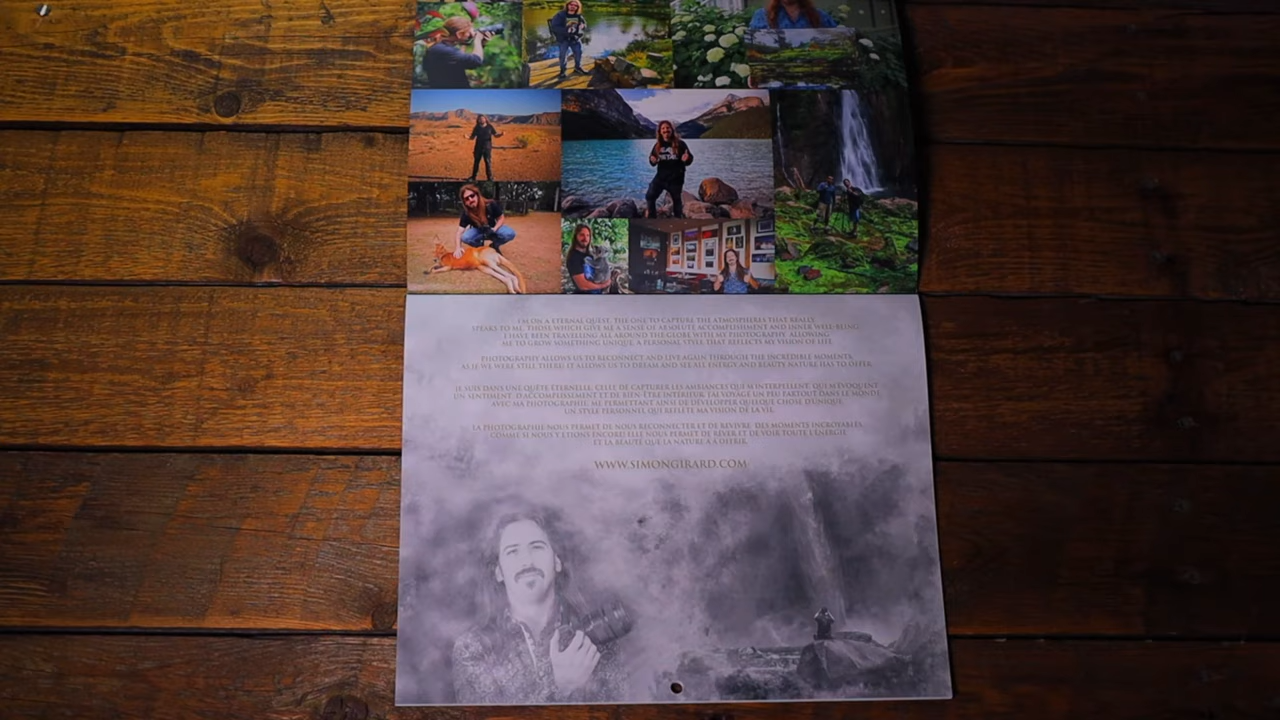 I'M ON A ETERNAL QUEST, THE ONE TO CAPTURE THE ATMOSPHERES THAT REALLY
SPEAKS TO ME, THOSE WHICH GIVE ME A SENSE OF ABSOLUTE ACCOMPLISHMENT AND INNER WELL-BEING.
I HAVE BEEN TRAVELLING ALL AROUND THE GLOBE WITH MY PHOTOGRAPHY, ALLOWING
ME TO GROW SOMETHING UNIQUE, A PERSONAL STYLE THAT REFLECTS MY VISION OF LIFE.
PHOTOGRAPHY ALLOWS US TO RECONNECT AND LIVE AGAIN THROUGH THE INCREDIBLE MOMENTS,
AS IF WE WERE STILL THERE! IT ALLOWS US TO DREAM AND SEE ALL ENERGY AND BEAUTY NATURE HAS TO OFFER.
JE SUIS DANS UNE QUÊTE ÉTERNELLE, CELLE DE CAPTURER LES AMBIANCES QUI M'INTERPELLENT, QUI M'ÉVOQUENT
UN SENTIMENT D'ACCOMPLISSEMENT ET DE BIEN-ÊTRE INTÉRIEUR. J'AI VOYAGÉ UN PEU PARTOUT DANS LE MONDE
AVEC MA PHOTOGRAPHIE, ME PERMETTANT AINSI DE DÉVELOPPER QUELQUE CHOSE D'UNIQUE,
UN STYLE PERSONNEL QUI REFLÈTE MA VISION DE LA VIE.
LA PHOTOGRAPHIE NOUS PERMET DE NOUS RECONNECTER ET DE REVIVRE DES MOMENTS INCROYABLES,
COMME SI NOUS Y ÉTIONS ENCORE! ELLE NOUS PERMET DE RÊVER ET DE VOIR TOUTE L'ÉNERGIE
ET LA BEAUTÉ QUE LA NATURE A À OFFRIR.
WWW.SIMONGIRARD.COM